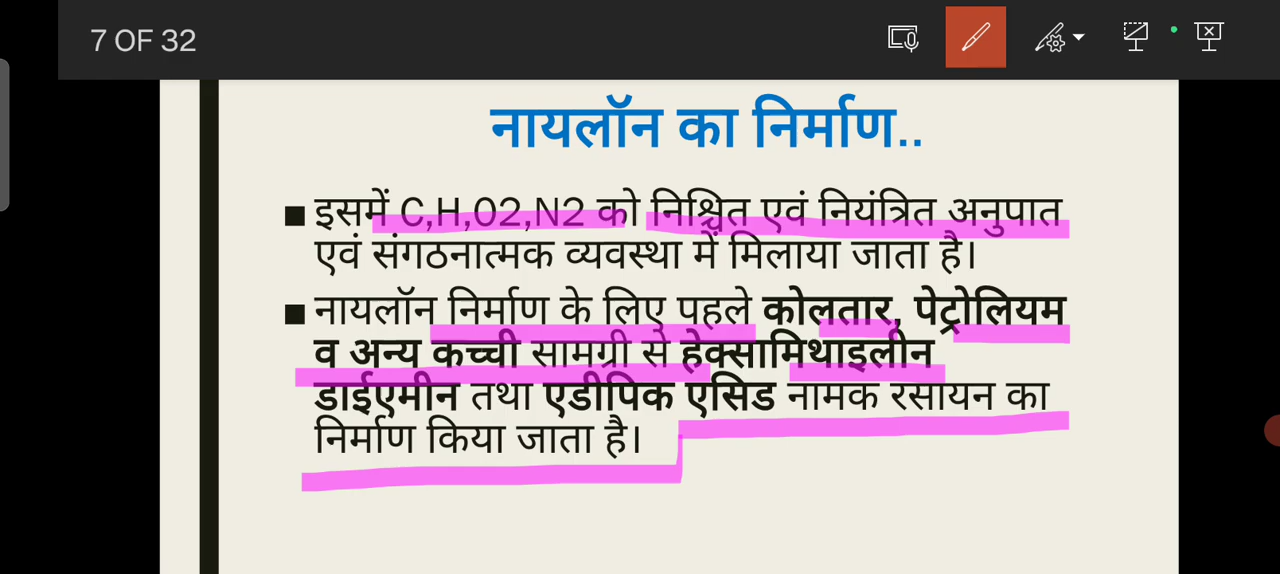 7 OF 32
नायलॉन का निर्माण..
■ इसमें C,H,O2,N2 को निश्चित एवं नियंत्रित अनुपात
एवं संगठनात्मक व्यवस्था में मिलाया जाता है।
■ नायलॉन निर्माण के लिए पहले कोलतार, पेट्रोलियम
व अन्य कच्ची सामग्री से हेक्सामिथाइलीन
डाईएमीन तथा एडीपिक एसिड नामक रसायन का
निर्माण किया जाता है।